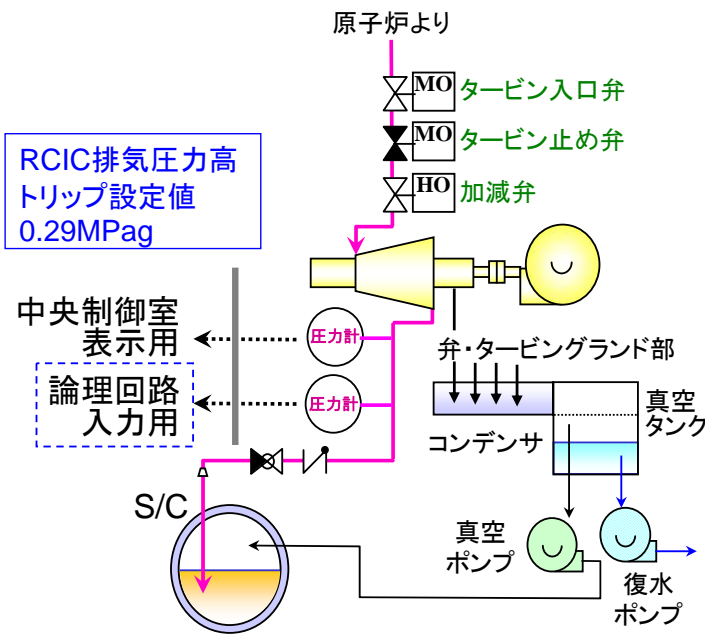 原子炉より
MO
タービン入口弁
MO
タービン止め弁
HO
加減弁
RCIC排気圧力高
トリップ設定値
0.29MPag
中央制御室
表示用
圧力計
論理回路
入力用
圧力計
弁・タービングランド部
コンデンサ
真空
タンク
S/C
真空
ポンプ
復水
ポンプ